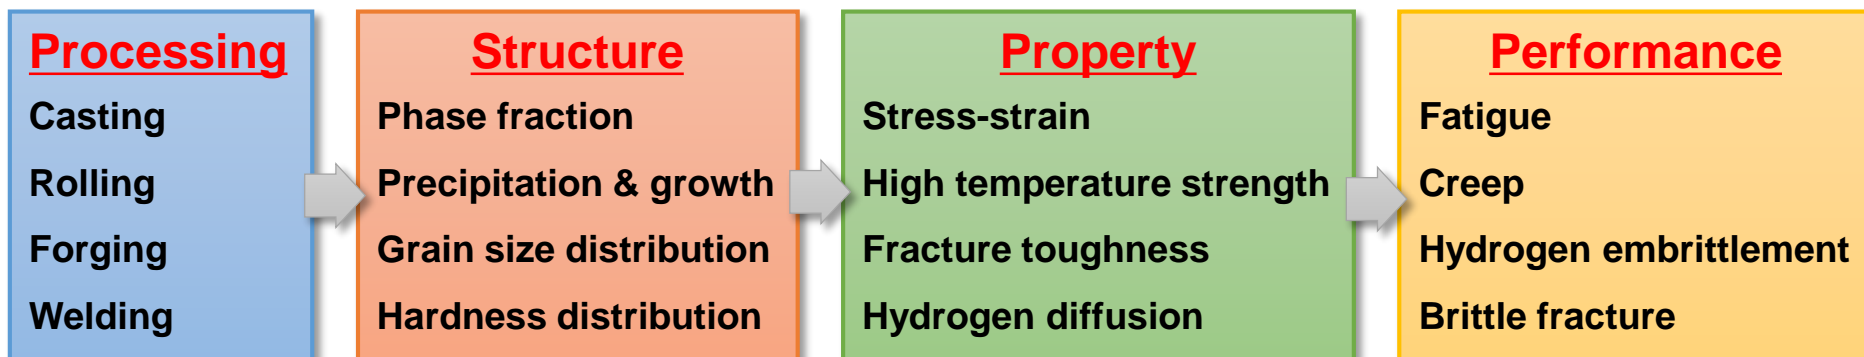 Processing
Casting
Rolling
Forging
Welding
Structure
Phase fraction
Precipitation & growth
Grain size distribution
Hardness distribution
Property
Stress-strain
High temperature strength
Fracture toughness
Hydrogen diffusion
Performance
Fatigue
Creep
Hydrogen embrittlement
Brittle fracture